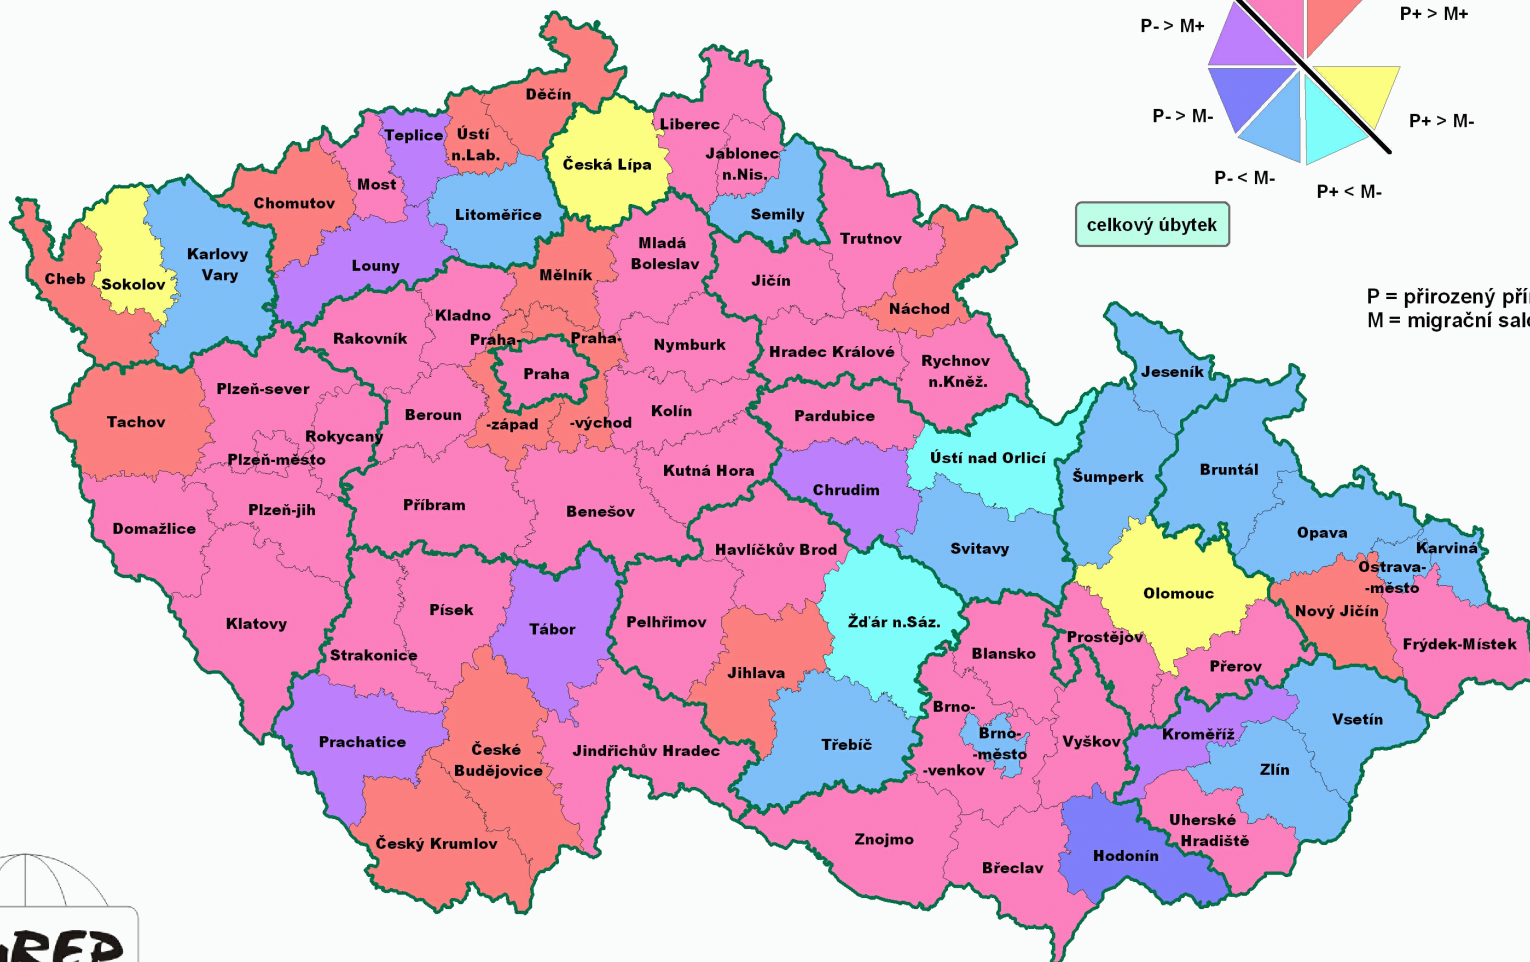 P+ > M+
P- > M+
P+ > M-
P- > M-
P- < M-
P+ < M-
celkový úbytek
P = přirozený
M = migrační
Děčín
Teplice
Ústí
n.Lab.
Liberec
Jablonec
n.Nis.
Česká Lípa
Most
Chomutov
Litoměřice
Semily
Trutnov
Karlovy
Vary
Louny
Mladá
Boleslav
Cheb
Sokolov
Mělník
Jičín
Náchod
Kladno
Rakovník
Praha-
Praha-
Nymburk
Hradec Králové
Rychnov
n.Kněž.
Praha
Jeseník
Plzeň-sever
Tachov
Beroun
-západ
-východ
Kolín
Pardubice
Rokycany
Plzeň-město
Kutná Hora
Ústí nad Orlicí
Šumperk
Bruntál
Chrudim
Plzeň-jih
Příbram
Benešov
Domažlice
Opava
Havlíčkův Brod
Svitavy
Karviná
Ostrava-
-město
Olomouc
Nový Jičín
Klatovy
Písek
Tábor
Pelhřimov
Žďár n.Sáz.
Prostějov
Frýdek-Místek
Strakonice
Blansko
Přerov
Jihlava
Brno-
Vsetín
Prachatice
České
Budějovice
Jindřichův Hradec
Třebíč
Brno-
-město
Vyškov
Kroměříž
-venkov
Zlín
Uherské
Hradiště
Český Krumlov
Znojmo
Břeclav
Hodonín